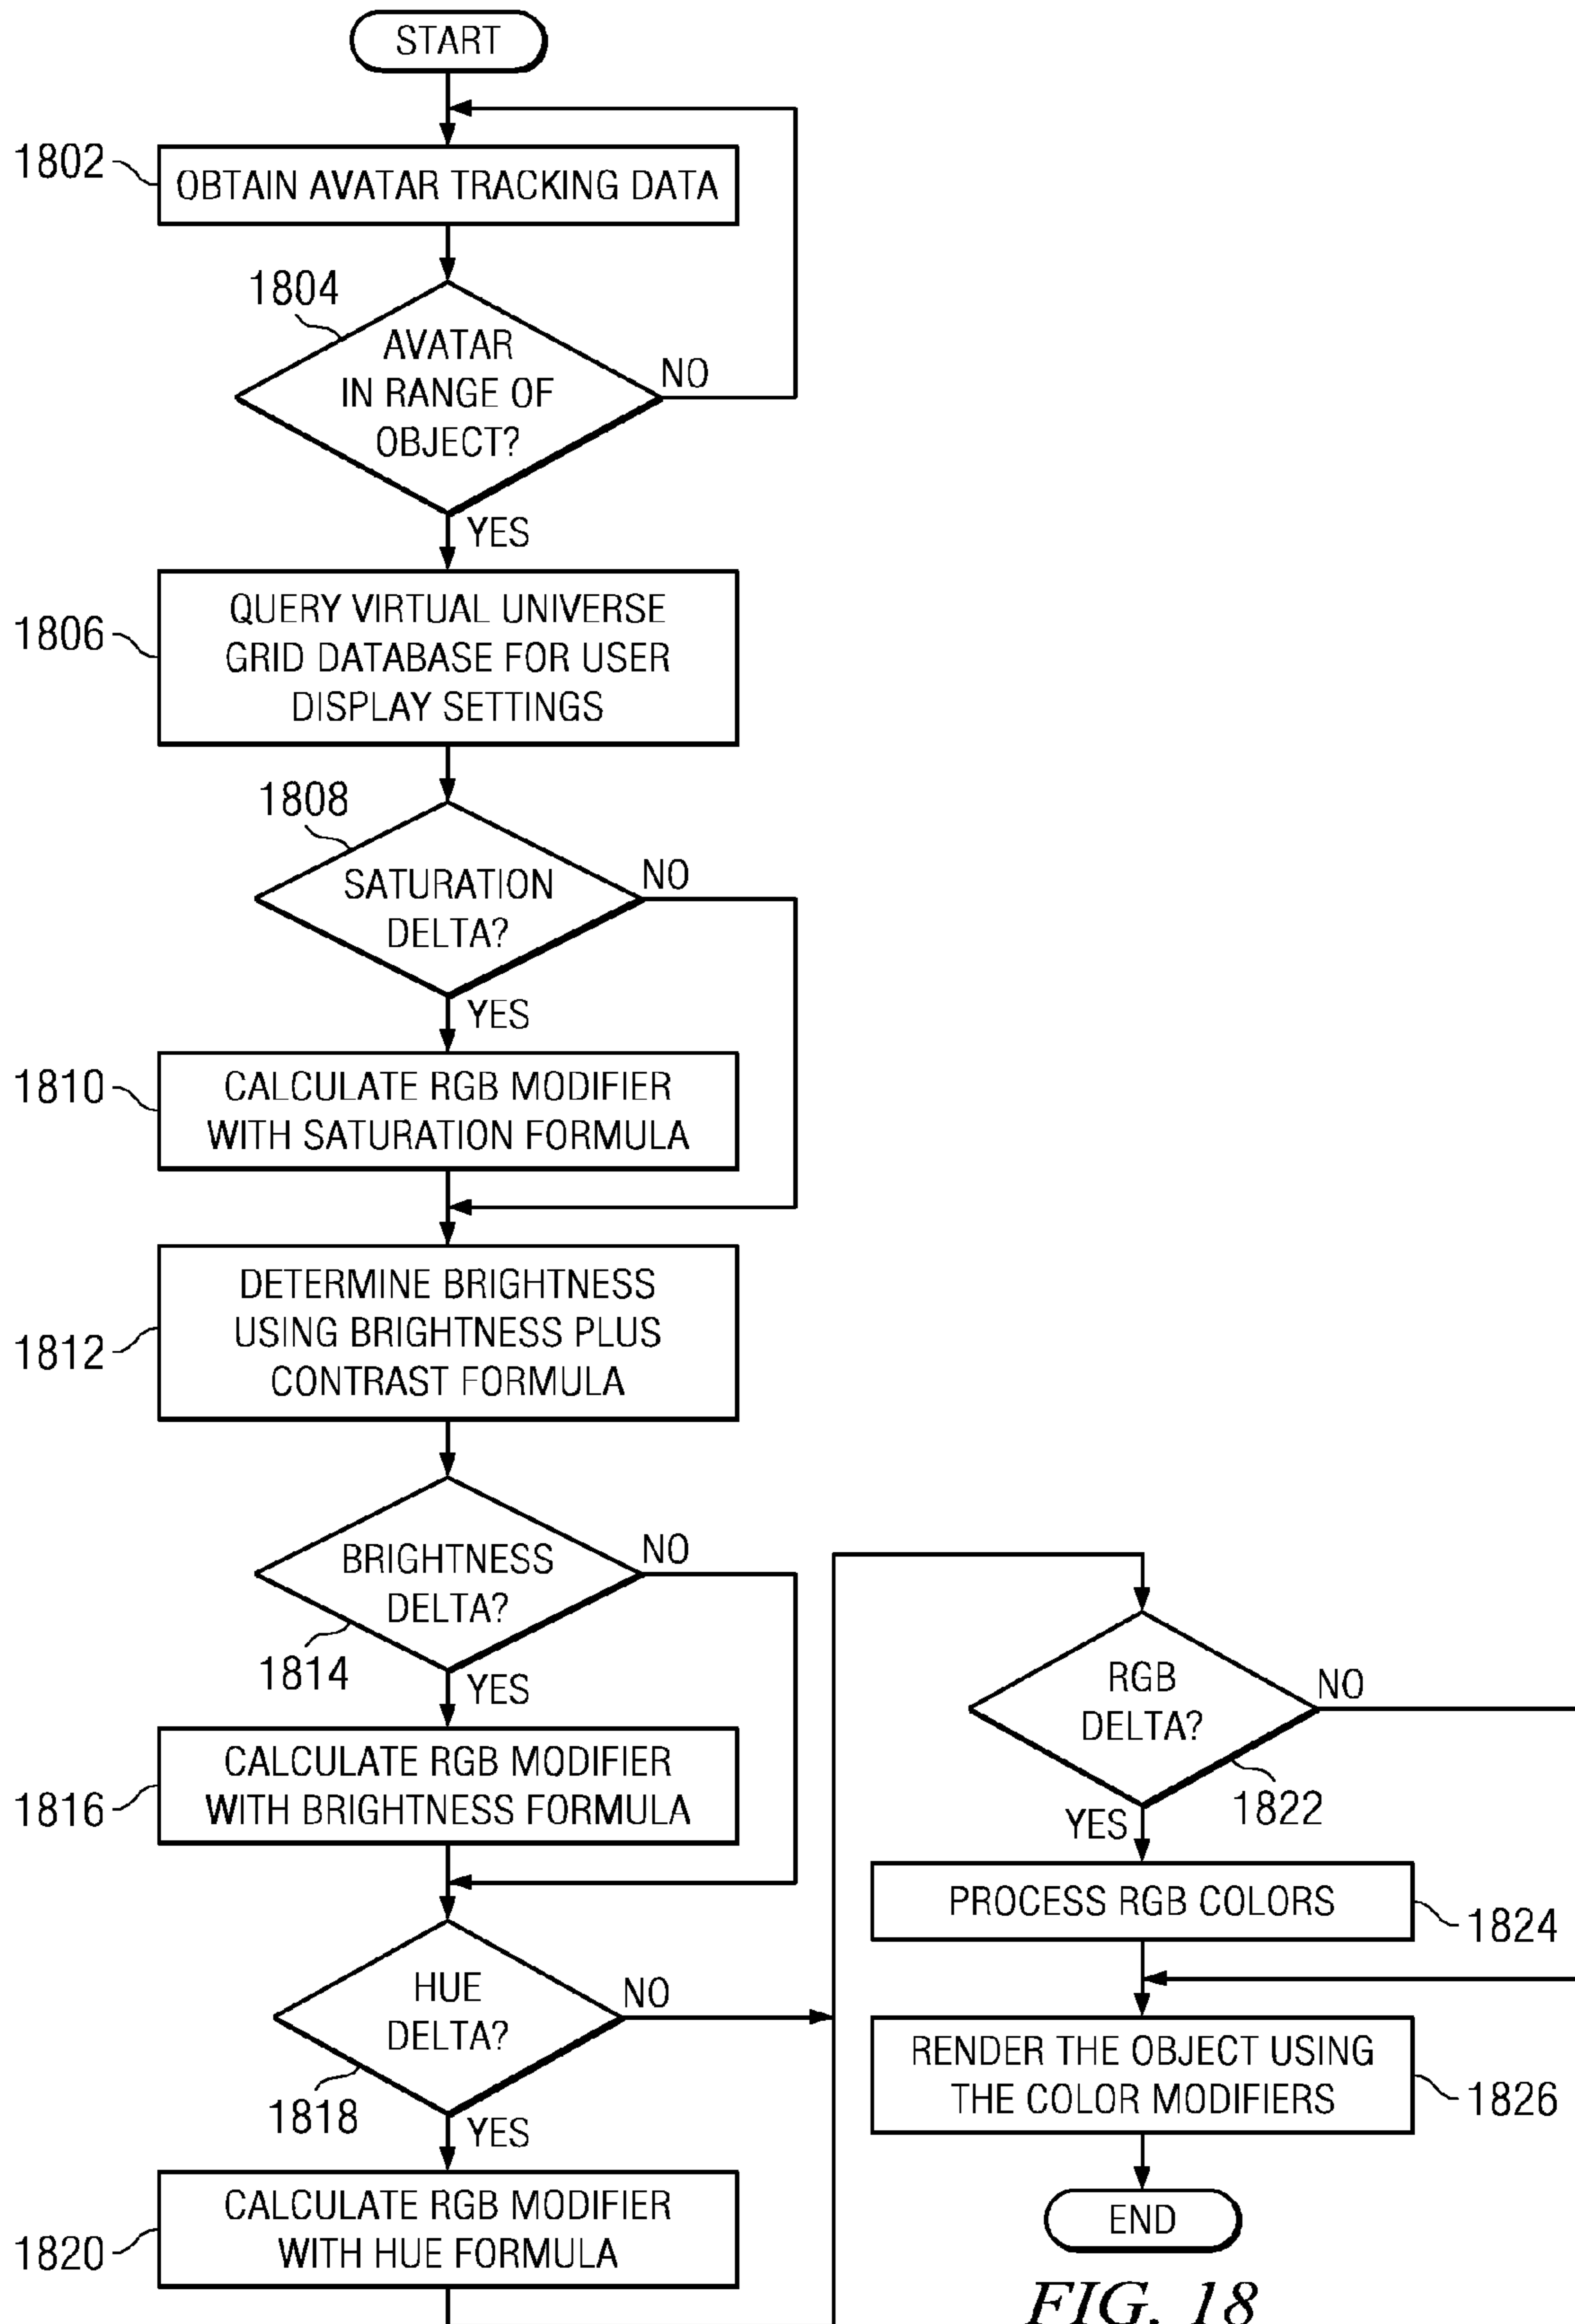 START
1802
OBTAIN AVATAR TRACKING DATA
1804
AVATAR
IN RANGE OF
OBJECT?
NO
YES
1806
QUERY VIRTUAL UNIVERSE
GRID DATABASE FOR USER
DISPLAY SETTINGS
1808
SATURATION
DELTA?
NO
YES
1810
CALCULATE RGB MODIFIER
WITH SATURATION FORMULA
1812
DETERMINE BRIGHTNESS
USING BRIGHTNESS PLUS
CONTRAST FORMULA
BRIGHTNESS
DELTA?
NO
1814
YES
1816
CALCULATE RGB MODIFIER
WITH BRIGHTNESS FORMULA
HUE
DELTA?
NO
1818
YES
1820
CALCULATE RGB MODIFIER
WITH HUE FORMULA
RGB
DELTA?
NO
1822
YES
PROCESS RGB COLORS
1824
RENDER THE OBJECT USING
THE COLOR MODIFIERS
1826
END
FIG. 18